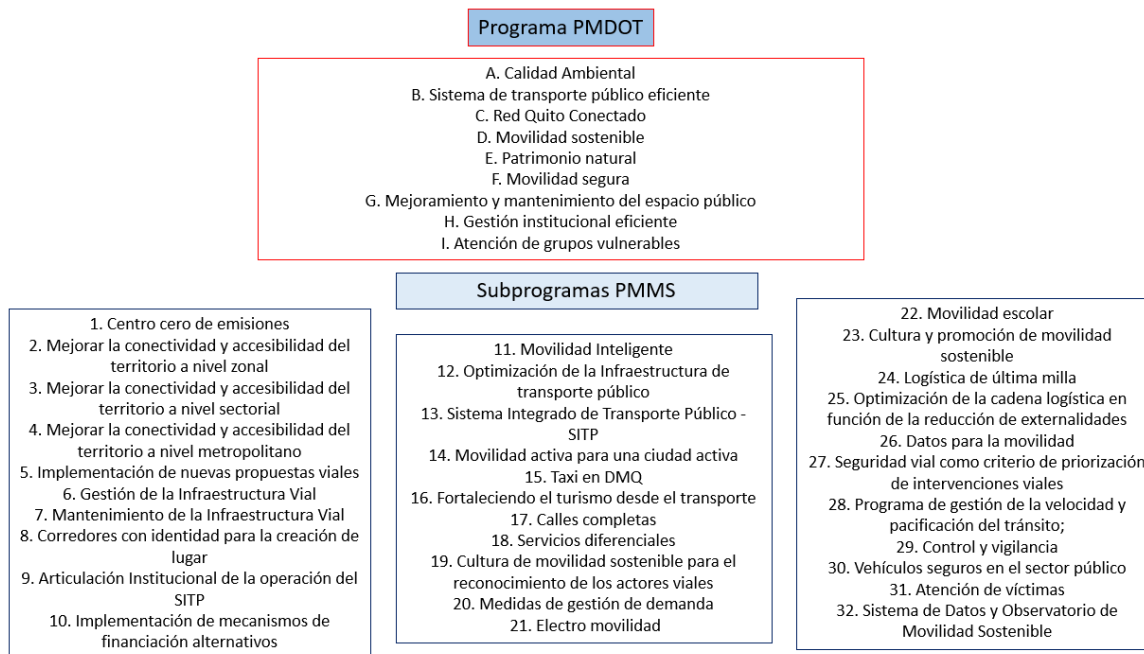 Programa PMDOT
A. Calidad Ambiental
B. Sistema de transporte público eficiente
C. Red Quito Conectado
D. Movilidad sostenible
E. Patrimonio natural
F. Movilidad segura
G. Mejoramiento y mantenimiento del espacio público
H. Gestión institucional eficiente
I. Atención de grupos vulnerables
Subprogramas PMMS
1. Centro cero de emisiones
2. Mejorar la conectividad y accesibilidad del
territorio a nivel zonal
3. Mejorar la conectividad y accesibilidad del
territorio a nivel sectorial
4. Mejorar la conectividad y accesibilidad del
territorio a nivel metropolitano
5. Implementación de nuevas propuestas viales
6. Gestión de la Infraestructura Vial
7. Mantenimiento de la Infraestructura Vial
8. Corredores con identidad para la creación de
lugar
9. Articulación Institucional de la operación del
SITP
10. Implementación de mecanismos de
financiación alternativos
11. Movilidad Inteligente
12. Optimización de la Infraestructura de
transporte público
13. Sistema Integrado de Transporte Público -
SITP
14. Movilidad activa para una ciudad activa
15. Taxi en DMQ
16. Fortaleciendo el turismo desde el transporte
17. Calles completas
18. Servicios diferenciales
19. Cultura de movilidad sostenible para el
reconocimiento de los actores viales
20. Medidas de gestión de demanda
21. Electro movilidad
22. Movilidad escolar
23. Cultura y promoción de movilidad
sostenible
24. Logística de última milla
25. Optimización de la cadena logística en
función de la reducción de externalidades
26. Datos para la movilidad
27. Seguridad vial como criterio de priorización
de intervenciones viales
28. Programa de gestión de la velocidad y
pacificación del tránsito;
29. Control y vigilancia
30. Vehículos seguros en el sector público
31. Atención de víctimas
32. Sistema de Datos y Observatorio de
Movilidad Sostenible